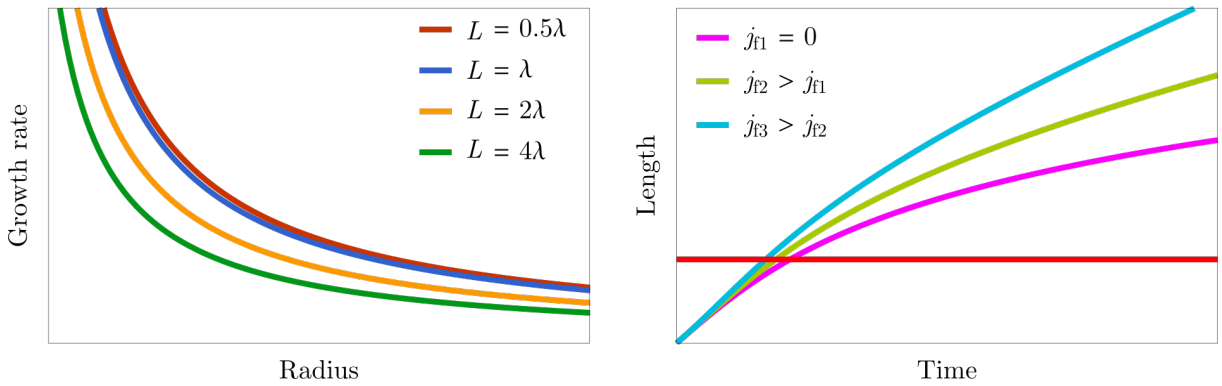 L = 0.5λ
L = λ
L = 2λ
L = 4λ
Growth rate
Radius
j_f1 = 0
j_f2 > j_f1
j_f3 > j_f2
Length
Time